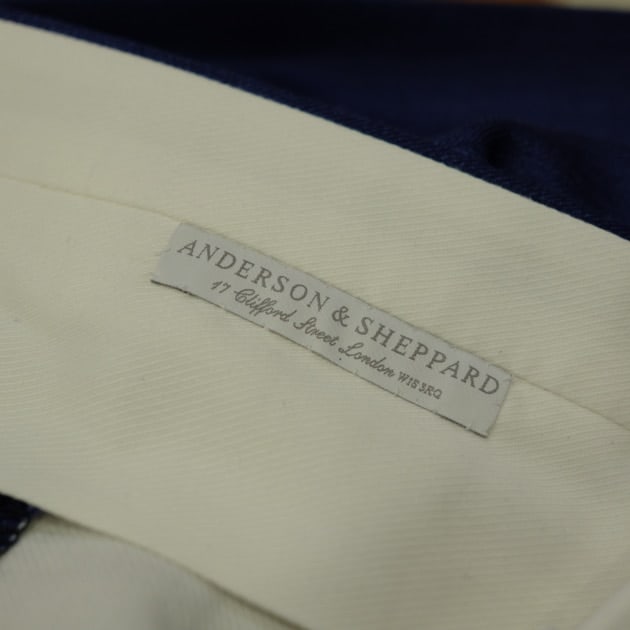 ANDERSON & SHEPPARD
17 Clifford Street London W1S 3RQ